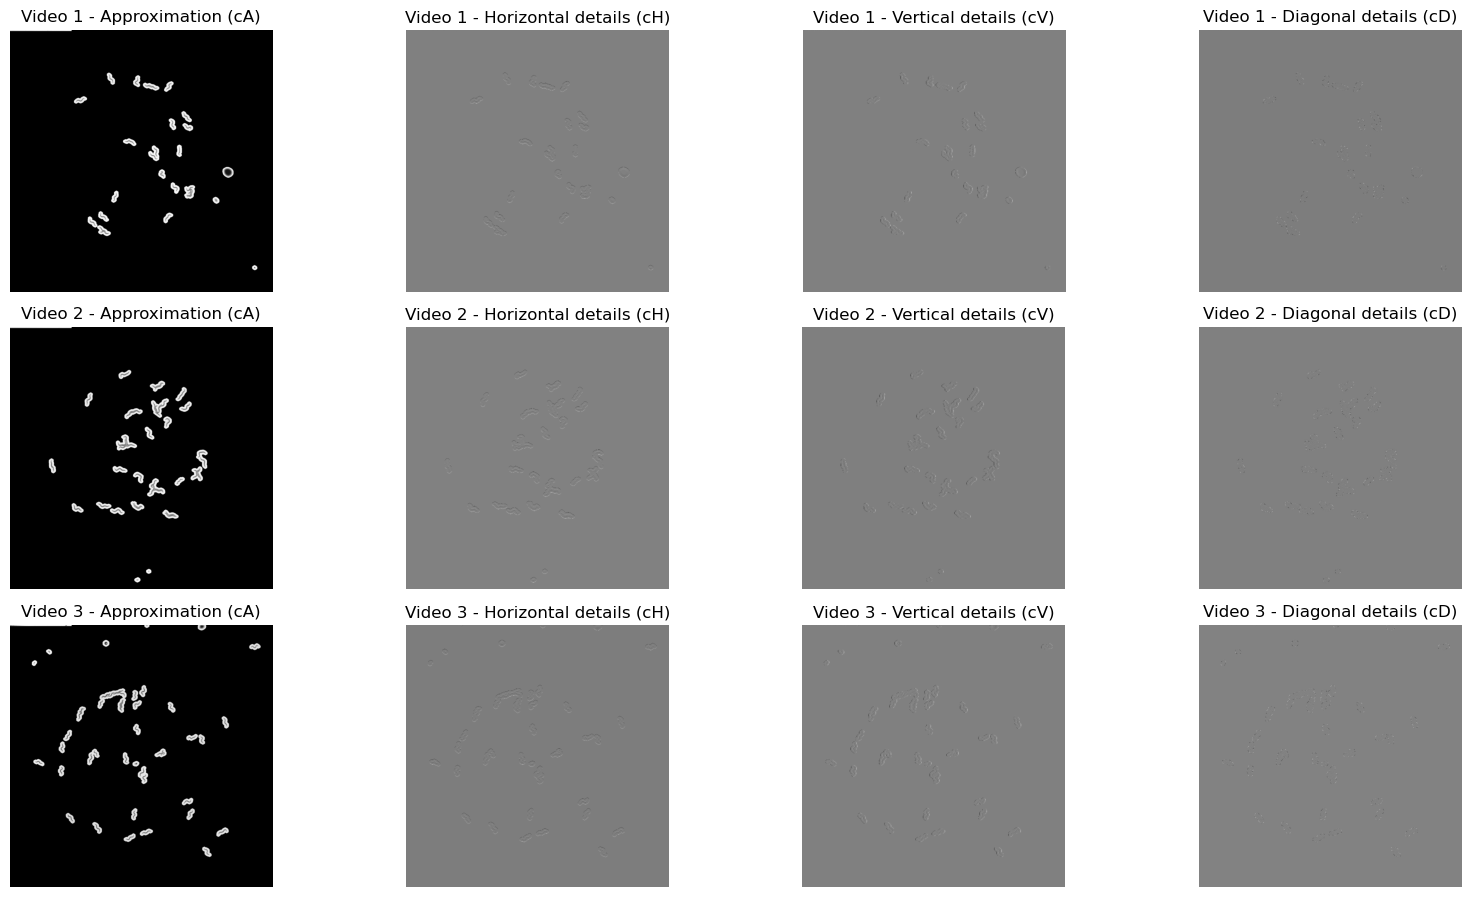 Video 1 - Approximation (cA)
Video 1 - Horizontal details (cH)
Video 1 - Vertical details (cV)
Video 1 - Diagonal details (cD)
Video 2 - Approximation (cA)
Video 2 - Horizontal details (cH)
Video 2 - Vertical details (cV)
Video 2 - Diagonal details (cD)
Video 3 - Approximation (cA)
Video 3 - Horizontal details (cH)
Video 3 - Vertical details (cV)
Video 3 - Diagonal details (cD)